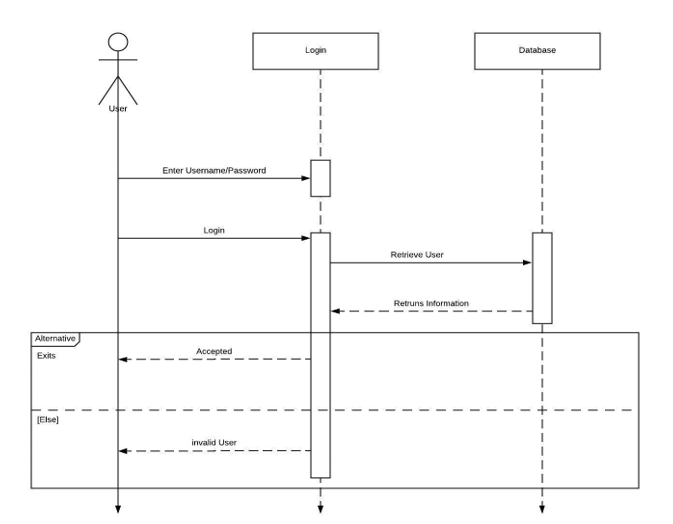 Login
Database
User
Enter Username/Password
Login
Retrieve User
Retruns Information
Alternative
Exits
Accepted
[Else]
invalid User